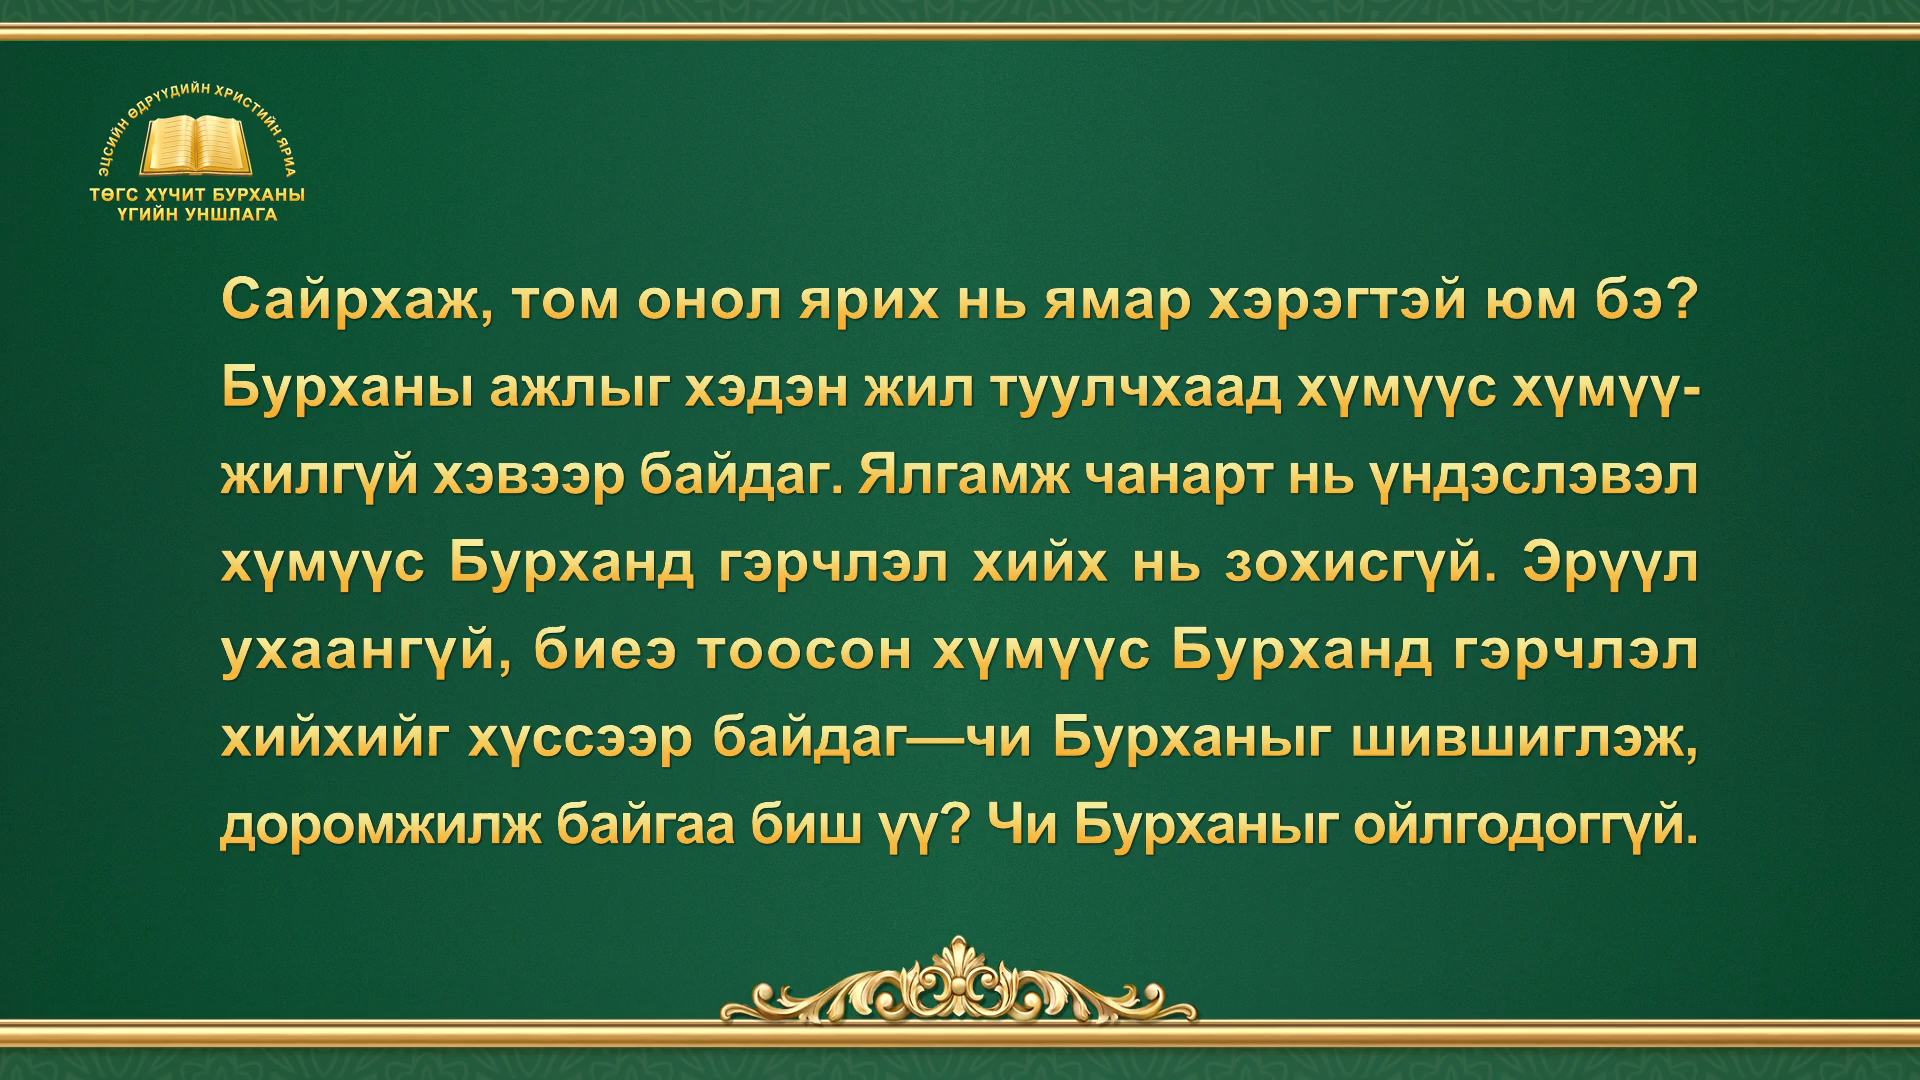 ЭЦСИЙН ӨДРҮҮДИЙН ХРИСТИЙН ЯРИА
ТӨГС ХҮЧИТ БУРХАНЫ
ҮГИЙН УНШЛАГА
Сайрхаж, том онол ярих нь ямар хэрэгтэй юм бэ?
Бурханы ажлыг хэдэн жил туулчхаад хүмүүс хүмүү-
жилгүй хэвээр байдаг. Ялгамж чанарт нь үндэслэвэл
хүмүүс Бурханд гэрчлэл хийх нь зохисгүй. Эрүүл
ухаангүй, биеэ тоосон хүмүүс Бурханд гэрчлэл
хийхийг хүссээр байдаг—чи Бурханыг шившиглэж,
доромжилж байгаа биш үү? Чи Бурханыг ойлгодоггүй.